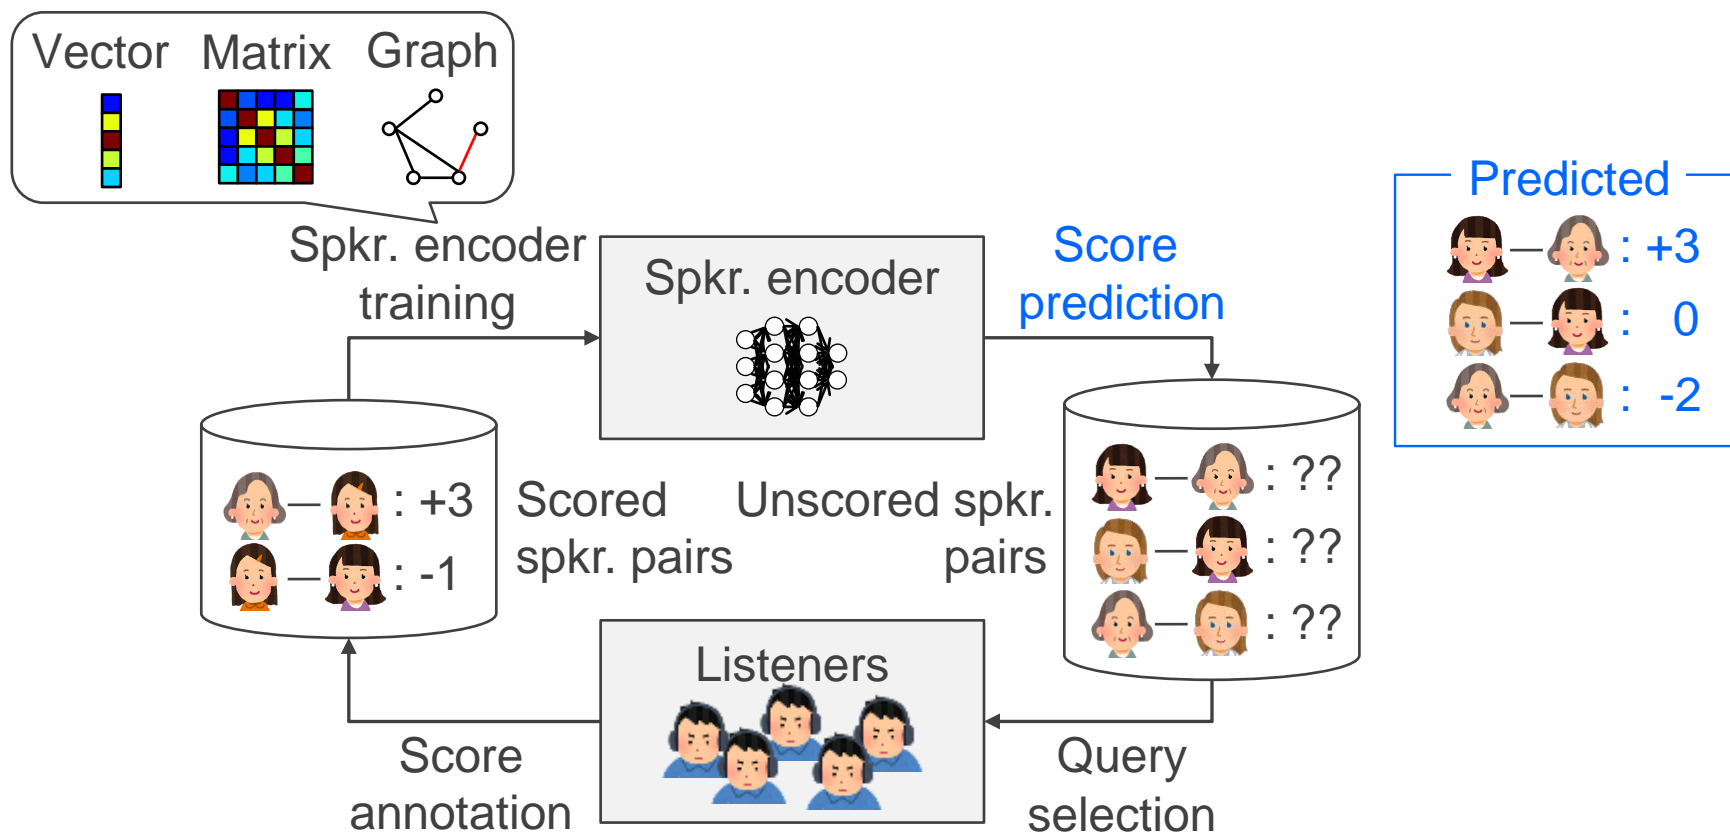 Vector Matrix Graph
Spkr. encoder
training
Spkr. encoder
Score
prediction
Predicted
: +3
: 0
: -2
: +3
: -1
Scored
spkr. pairs
Unscored spkr.
pairs
: ??
: ??
: ??
Listeners
Score
annotation
Query
selection